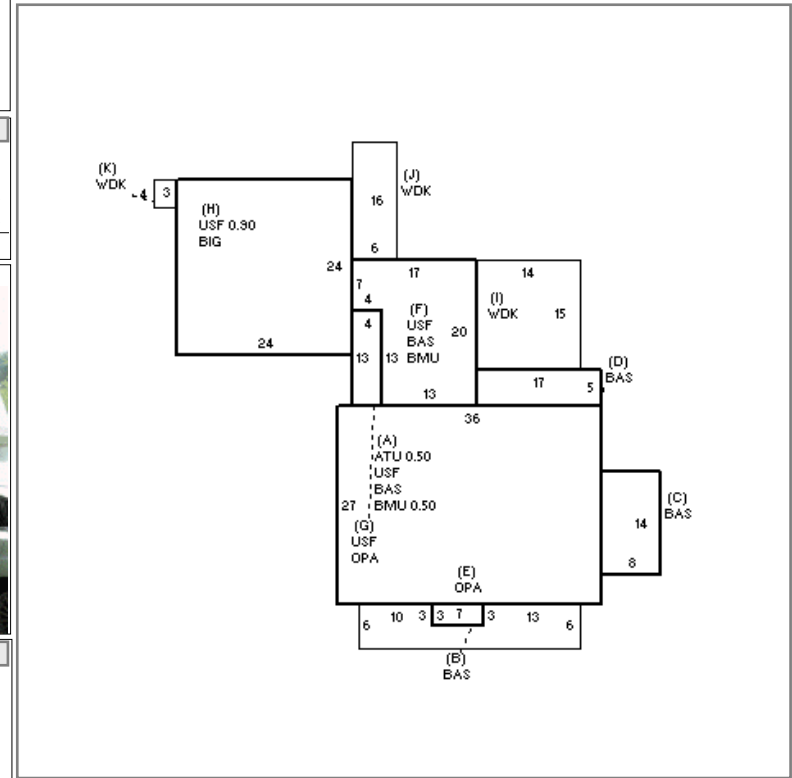 (K)
WDK
4
3
(J)
WDK
16
6
(H)
USF 0.90
BIG
24
24
17
7
4
4
13
13
(F)
USF
BAS
BMU
20
13
14
(I)
WDK
15
(D)
BAS
17
5
36
(A)
ATU 0.50
USF
BAS
BMU 0.50
27
(G)
USF
OPA
(C)
BAS
14
8
(E)
OPA
6
10
3
3
7
3
13
6
(B)
BAS